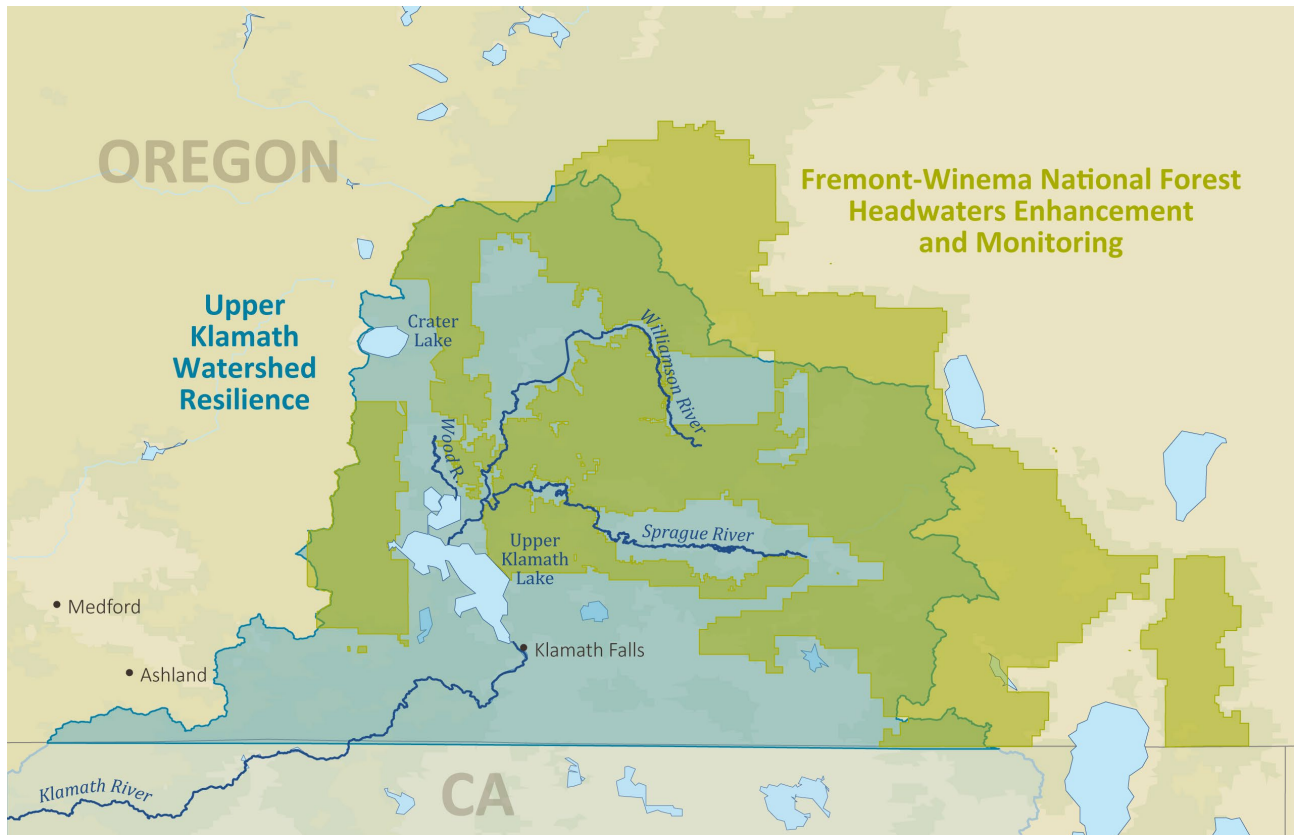 OREGON
Fremont-Winema National Forest
Headwaters Enhancement
and Monitoring
Upper
Klamath
Watershed
Resilience
Crater
Lake
Williamson River
Wood R.
Sprague River
Upper
Klamath
Lake
Medford
Klamath Falls
Ashland
Klamath River
CA